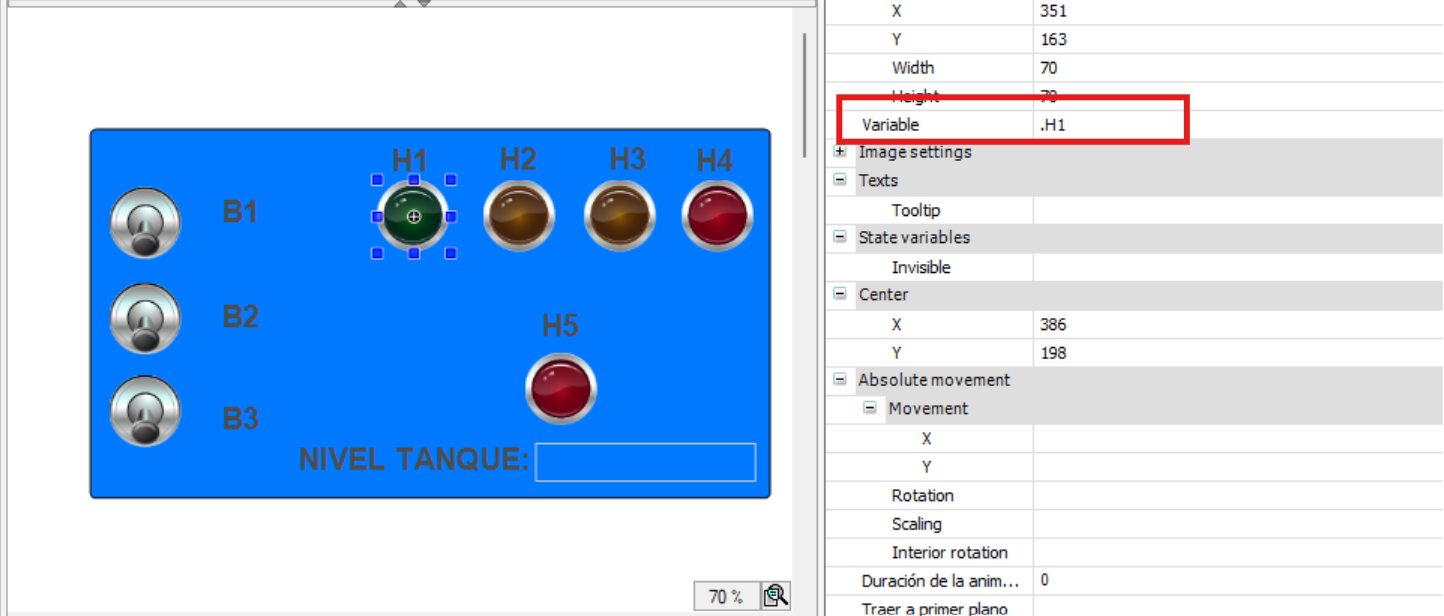 H1 H2 H3 H4
B1
B2
H5
B3
NIVEL TANQUE:
70 %
X 351
Y 163
Width 70
Height 70
Variable .H1
Image settings
Texts
Tooltip
State variables
Invisible
Center
X 386
Y 198
Absolute movement
Movement
X
Y
Rotation
Scaling
Interior rotation
Duración de la anim... 0
Traer a primer plano